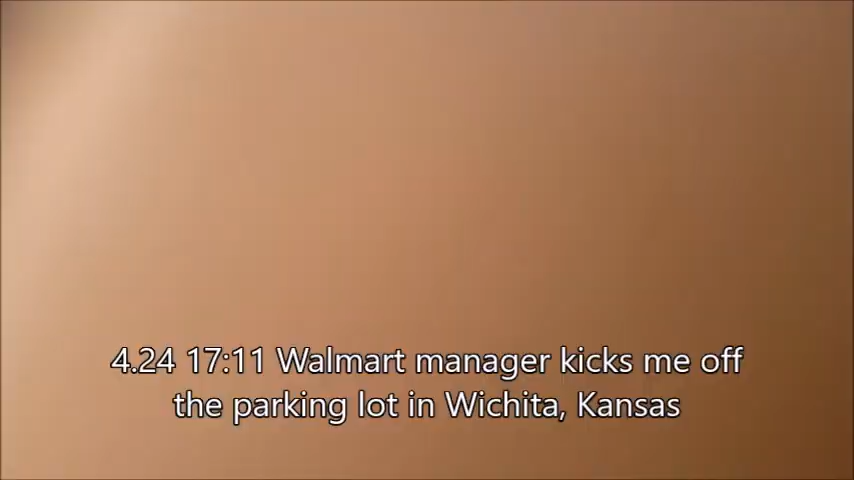 4.24 17:11 Walmart manager kicks me off
the parking lot in Wichita, Kansas